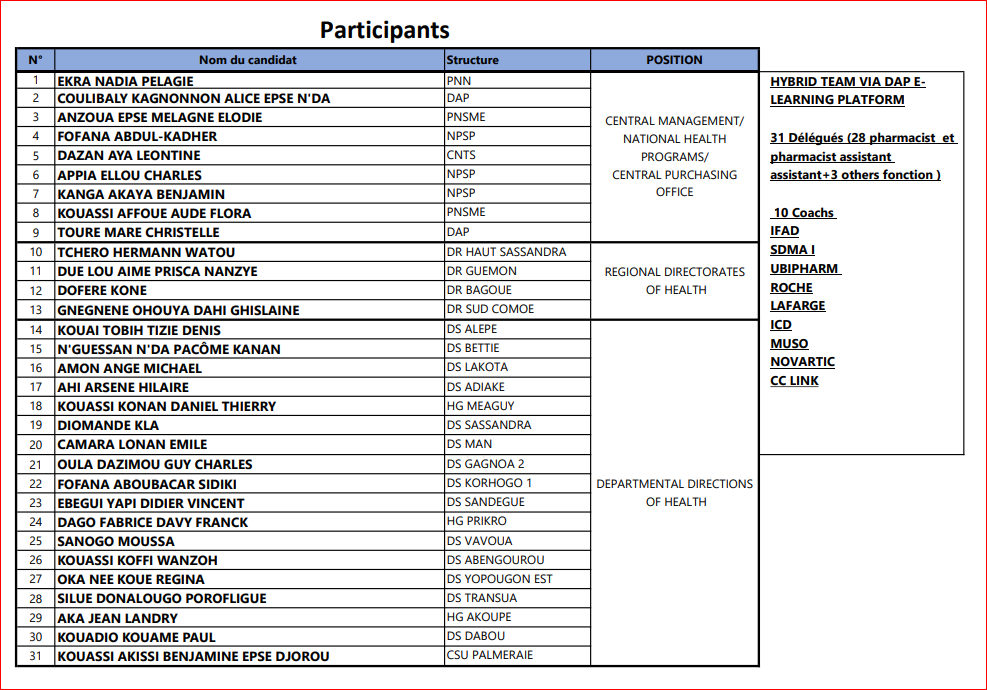 Participants
N° Nom du candidat Structure POSITION
1 EKRA NADIA PELAGIE PNN
2 COULIBALY KAGNONNON ALICE EPSE N'DA DAP
3 ANZOUA EPSE MELAGNE ELODIE PNSME
4 FOFANA ABDUL-KADHER NPSP
5 DAZAN AYA LEONTINE CNTS
6 APPIA ELLOU CHARLES NPSP
7 KANGA AKAYA BENJAMIN NPSP
8 KOUASSI AFFOUE AUDE FLORA PNSME
9 TOURE MARE CHRISTELLE DAP
CENTRAL MANAGEMENT/
NATIONAL HEALTH
PROGRAMS/
CENTRAL PURCHASING
OFFICE
10 TCHERO HERMANN WATOU DR HAUT SASSANDRA
11 DUE LOU AIME PRISCA NANZYE DR GUEMON
12 DOFERE KONE DR BAGOUE
13 GNEGNENE OHOUYA DAHI GHISLAINE DR SUD COMOE
REGIONAL DIRECTORATES
OF HEALTH
14 KOUAI TOBIH TIZIE DENIS DS ALEPE
15 N'GUESSAN N'DA PACÔME KANAN DS BETTIE
16 AMON ANGE MICHAEL DS LAKOTA
17 AHI ARSENE HILAIRE DS ADIAKE
18 KOUASSI KONAN DANIEL THIERRY HG MEAGUY
19 DIOMANDE KLA DS SASSANDRA
20 CAMARA LONAN EMILE DS MAN
21 OULA DAZIMOU GUY CHARLES DS GAGNOA 2
22 FOFANA ABOUBACAR SIDIKI DS KORHOGO 1
23 EBEGUI YAPI DIDIER VINCENT DS SANDEGUE
24 DAGO FABRICE DAVY FRANCK HG PRIKRO
25 SANOGO MOUSSA DS VAVOUA
26 KOUASSI KOFFI WANZOH DS ABENGOUROU
27 OKA NEE KOUE REGINA DS YOPOUGON EST
28 SILUE DONALOUGO POROFLIGUE DS TRANSUA
29 AKA JEAN LANDRY HG AKOUPE
30 KOUADIO KOUAME PAUL DS DABOU
31 KOUASSI AKISSI BENJAMINE EPSE DJOROU CSU PALMERAIE
DEPARTMENTAL DIRECTIONS
OF HEALTH
HYBRID TEAM VIA DAP E-
LEARNING PLATFORM
31 Délégués (28 pharmacist et
pharmacist assistant
assistant+3 others fonction )
10 Coachs
IFAD
SDMA I
UBIPHARM
ROCHE
LAFARGE
ICD
MUSO
NOVARTIC
CC LINK